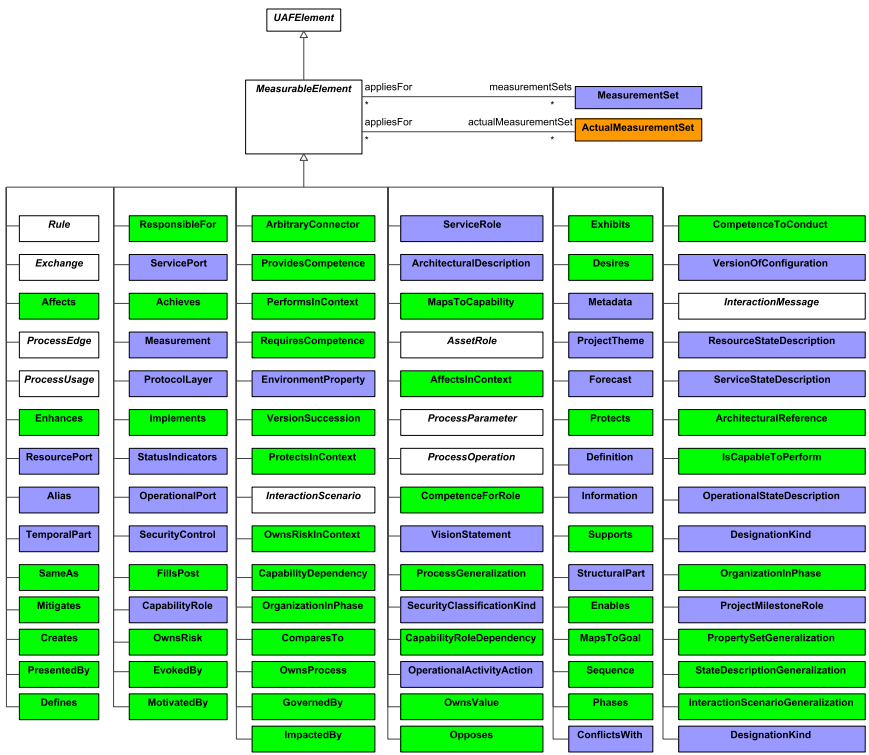 UAFElement
MeasurableElement
appliesFor
measurementSets
*
*
MeasurementSet
appliesFor
actualMeasurementSet
*
*
ActualMeasurementSet
Rule
Exchange
Affects
ProcessEdge
ProcessUsage
Enhances
ResourcePort
Alias
TemporalPart
SameAs
Mitigates
Creates
PresentedBy
Defines
ResponsibleFor
ServicePort
Achieves
Measurement
ProtocolLayer
Implements
StatusIndicators
OperationalPort
SecurityControl
FillsPost
CapabilityRole
OwnsRisk
EvokedBy
MotivatedBy
ArbitraryConnector
ProvidesCompetence
PerformsInContext
RequiresCompetence
EnvironmentProperty
VersionSuccession
ProtectsInContext
InteractionScenario
OwnsRiskInContext
CapabilityDependency
OrganizationInPhase
ComparesTo
OwnsProcess
GovernedBy
ImpactedBy
ServiceRole
ArchitecturalDescription
MapsToCapability
AssetRole
AffectsInContext
ProcessParameter
ProcessOperation
CompetenceForRole
VisionStatement
ProcessGeneralization
SecurityClassificationKind
CapabilityRoleDependency
OperationalActivityAction
OwnsValue
Opposes
Exhibits
Desires
Metadata
ProjectTheme
Forecast
Protects
Definition
Information
Supports
StructuralPart
Enables
MapsToGoal
Sequence
Phases
ConflictsWith
CompetenceToConduct
VersionOfConfiguration
InteractionMessage
ResourceStateDescription
ServiceStateDescription
ArchitecturalReference
IsCapableToPerform
OperationalStateDescription
DesignationKind
OrganizationInPhase
ProjectMilestoneRole
PropertySetGeneralization
StateDescriptionGeneralization
InteractionScenarioGeneralization
DesignationKind